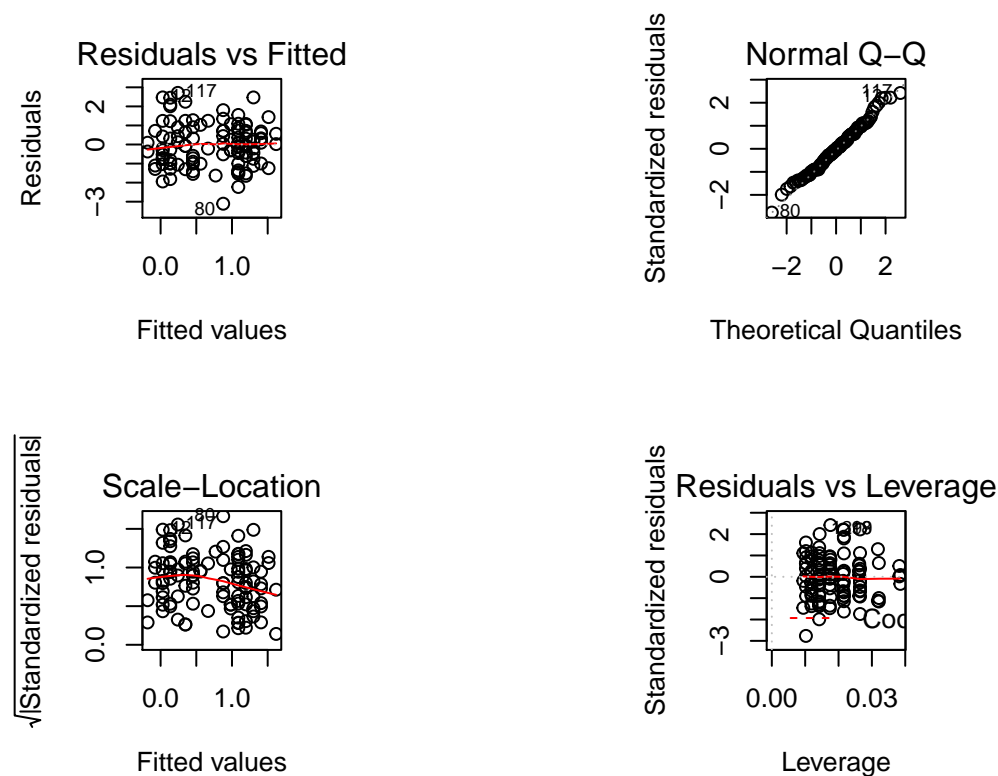 Residuals vs Fitted
Residuals
2
0
−3
117
80
0.0 1.0
Fitted values
Normal Q−Q
Standardized residuals
2
0
−2
117
80
−2 0 2
Theoretical Quantiles
Scale−Location
√|Standardized residuals|
1.0
0.0
80
117
0.0 1.0
Fitted values
Residuals vs Leverage
Standardized residuals
2
0
−3
Coo
0.00 0.03
Leverage